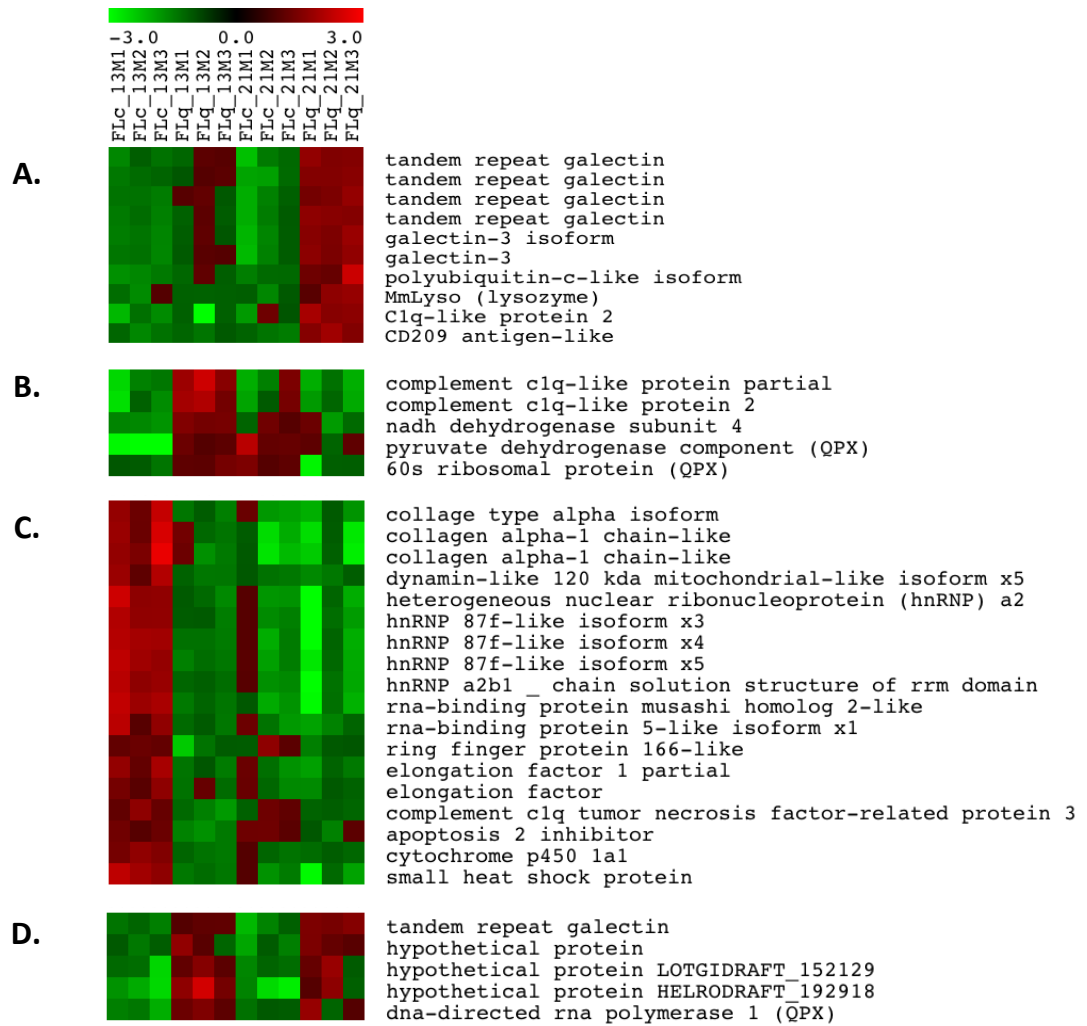 -3.0 0.0 3.0
FLc_13M1
FLc_13M2
FLc_13M3
FLq_13M1
FLq_13M2
FLq_13M3
FLc_21M1
FLc_21M2
FLc_21M3
FLq_21M1
FLq_21M2
FLq_21M3
A.
tandem repeat galectin
tandem repeat galectin
tandem repeat galectin
tandem repeat galectin
galectin-3 isoform
galectin-3
polyubiquitin-c-like isoform
MmLyso (lysozyme)
C1q-like protein 2
CD209 antigen-like
B.
complement c1q-like protein partial
complement c1q-like protein 2
nadh dehydrogenase subunit 4
pyruvate dehydrogenase component (QPX)
60s ribosomal protein (QPX)
C.
collage type alpha isoform
collagen alpha-1 chain-like
collagen alpha-1 chain-like
dynamin-like 120 kda mitochondrial-like isoform x5
heterogeneous nuclear ribonucleoprotein (hnRNP) a2
hnRNP 87f-like isoform x3
hnRNP 87f-like isoform x4
hnRNP 87f-like isoform x5
hnRNP a2b1 _ chain solution structure of rrm domain
rna-binding protein musashi homolog 2-like
rna-binding protein 5-like isoform x1
ring finger protein 166-like
elongation factor 1 partial
elongation factor
complement c1q tumor necrosis factor-related protein 3
apoptosis 2 inhibitor
cytochrome p450 1a1
small heat shock protein
D.
tandem repeat galectin
hypothetical protein
hypothetical protein LOTGIDRAFT_152129
hypothetical protein HELRODRAFT_192918
dna-directed rna polymerase 1 (QPX)